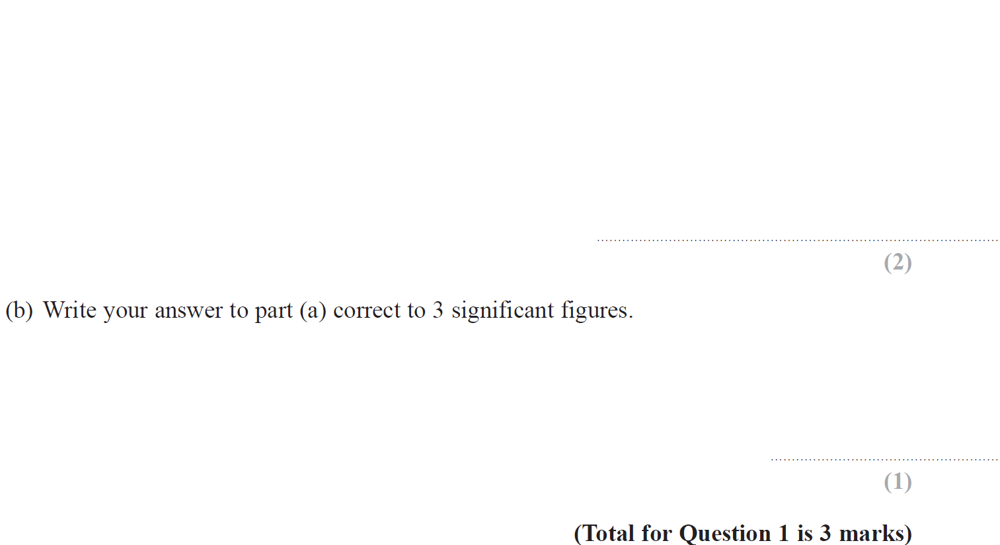 (2)
(b) Write your answer to part (a) correct to 3 significant figures.
(1)
(Total for Question 1 is 3 marks)